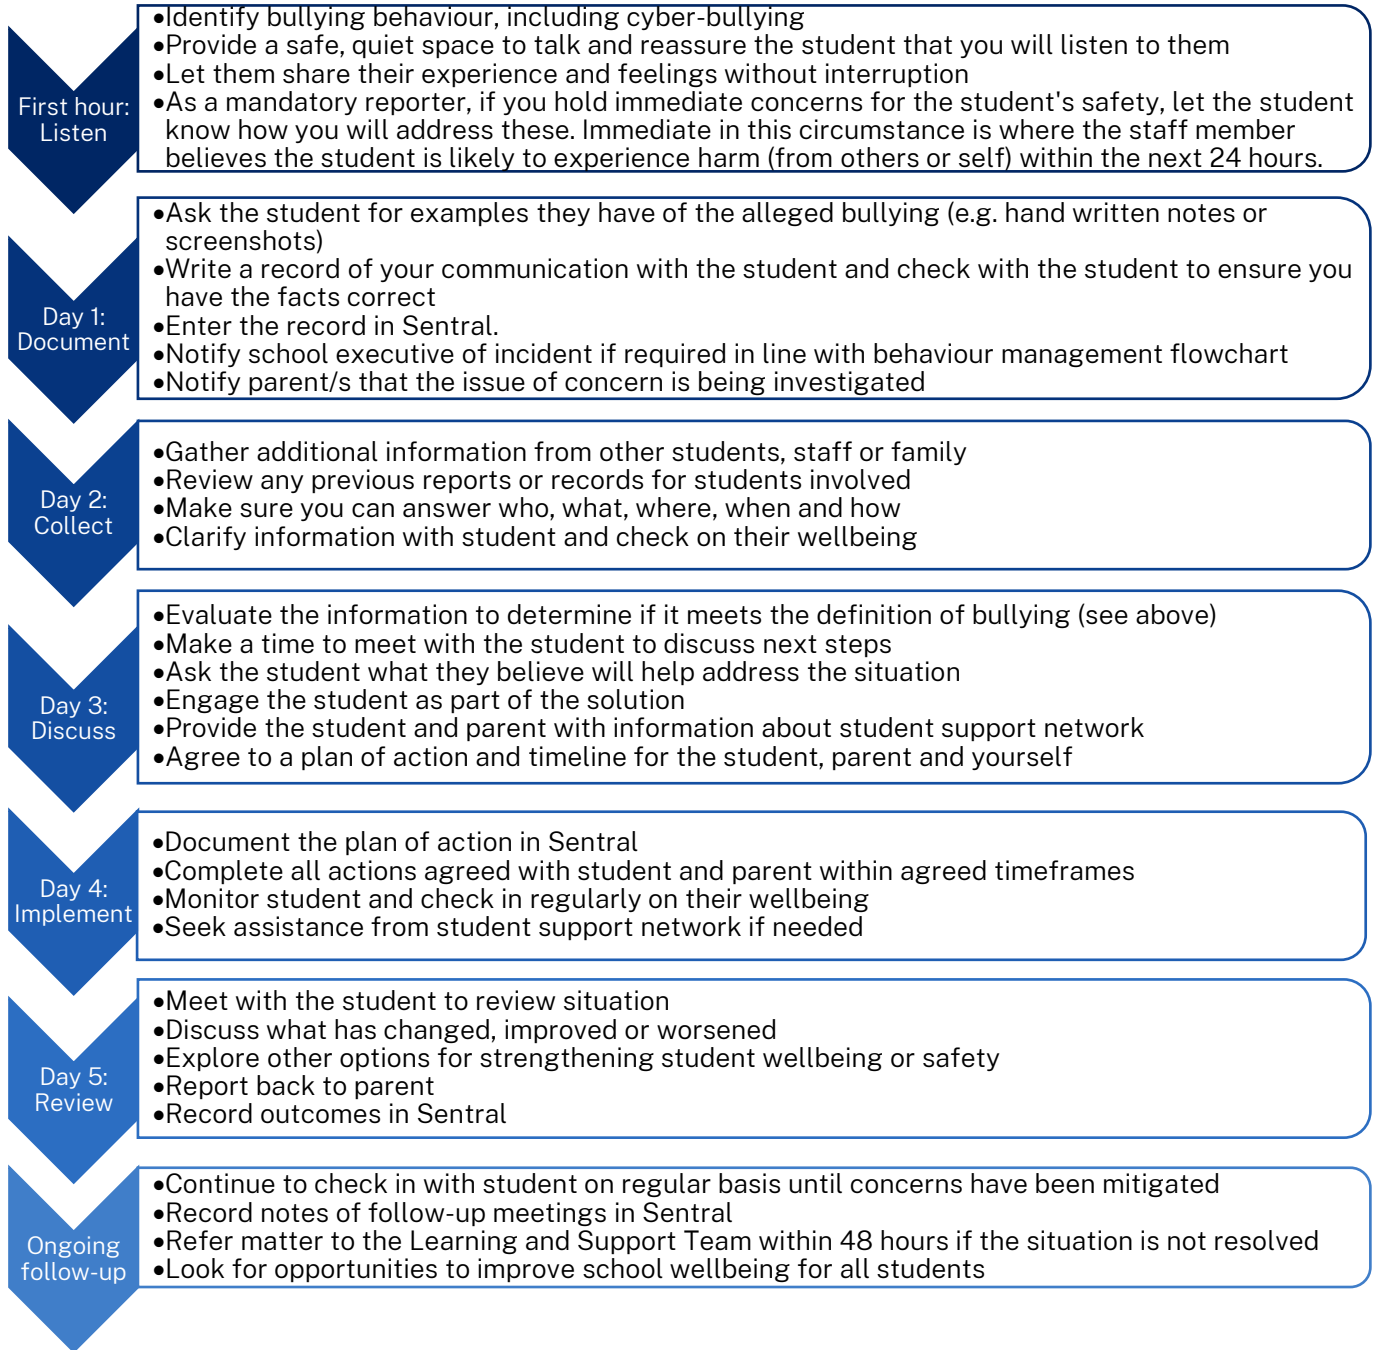 First hour:
Listen
•Identify bullying behaviour, including cyber-bullying
•Provide a safe, quiet space to talk and reassure the student that you will listen to them
•Let them share their experience and feelings without interruption
•As a mandatory reporter, if you hold immediate concerns for the student's safety, let the student
know how you will address these. Immediate in this circumstance is where the staff member
believes the student is likely to experience harm (from others or self) within the next 24 hours.
Day 1:
Document
•Ask the student for examples they have of the alleged bullying (e.g. hand written notes or
screenshots)
•Write a record of your communication with the student and check with the student to ensure you
have the facts correct
•Enter the record in Sentral.
•Notify school executive of incident if required in line with behaviour management flowchart
•Notify parent/s that the issue of concern is being investigated
Day 2:
Collect
•Gather additional information from other students, staff or family
•Review any previous reports or records for students involved
•Make sure you can answer who, what, where, when and how
•Clarify information with student and check on their wellbeing
Day 3:
Discuss
•Evaluate the information to determine if it meets the definition of bullying (see above)
•Make a time to meet with the student to discuss next steps
•Ask the student what they believe will help address the situation
•Engage the student as part of the solution
•Provide the student and parent with information about student support network
•Agree to a plan of action and timeline for the student, parent and yourself
Day 4:
Implement
•Document the plan of action in Sentral
•Complete all actions agreed with student and parent within agreed timeframes
•Monitor student and check in regularly on their wellbeing
•Seek assistance from student support network if needed
Day 5:
Review
•Meet with the student to review situation
•Discuss what has changed, improved or worsened
•Explore other options for strengthening student wellbeing or safety
•Report back to parent
•Record outcomes in Sentral
Ongoing
follow-up
•Continue to check in with student on regular basis until concerns have been mitigated
•Record notes of follow-up meetings in Sentral
•Refer matter to the Learning and Support Team within 48 hours if the situation is not resolved
•Look for opportunities to improve school wellbeing for all students